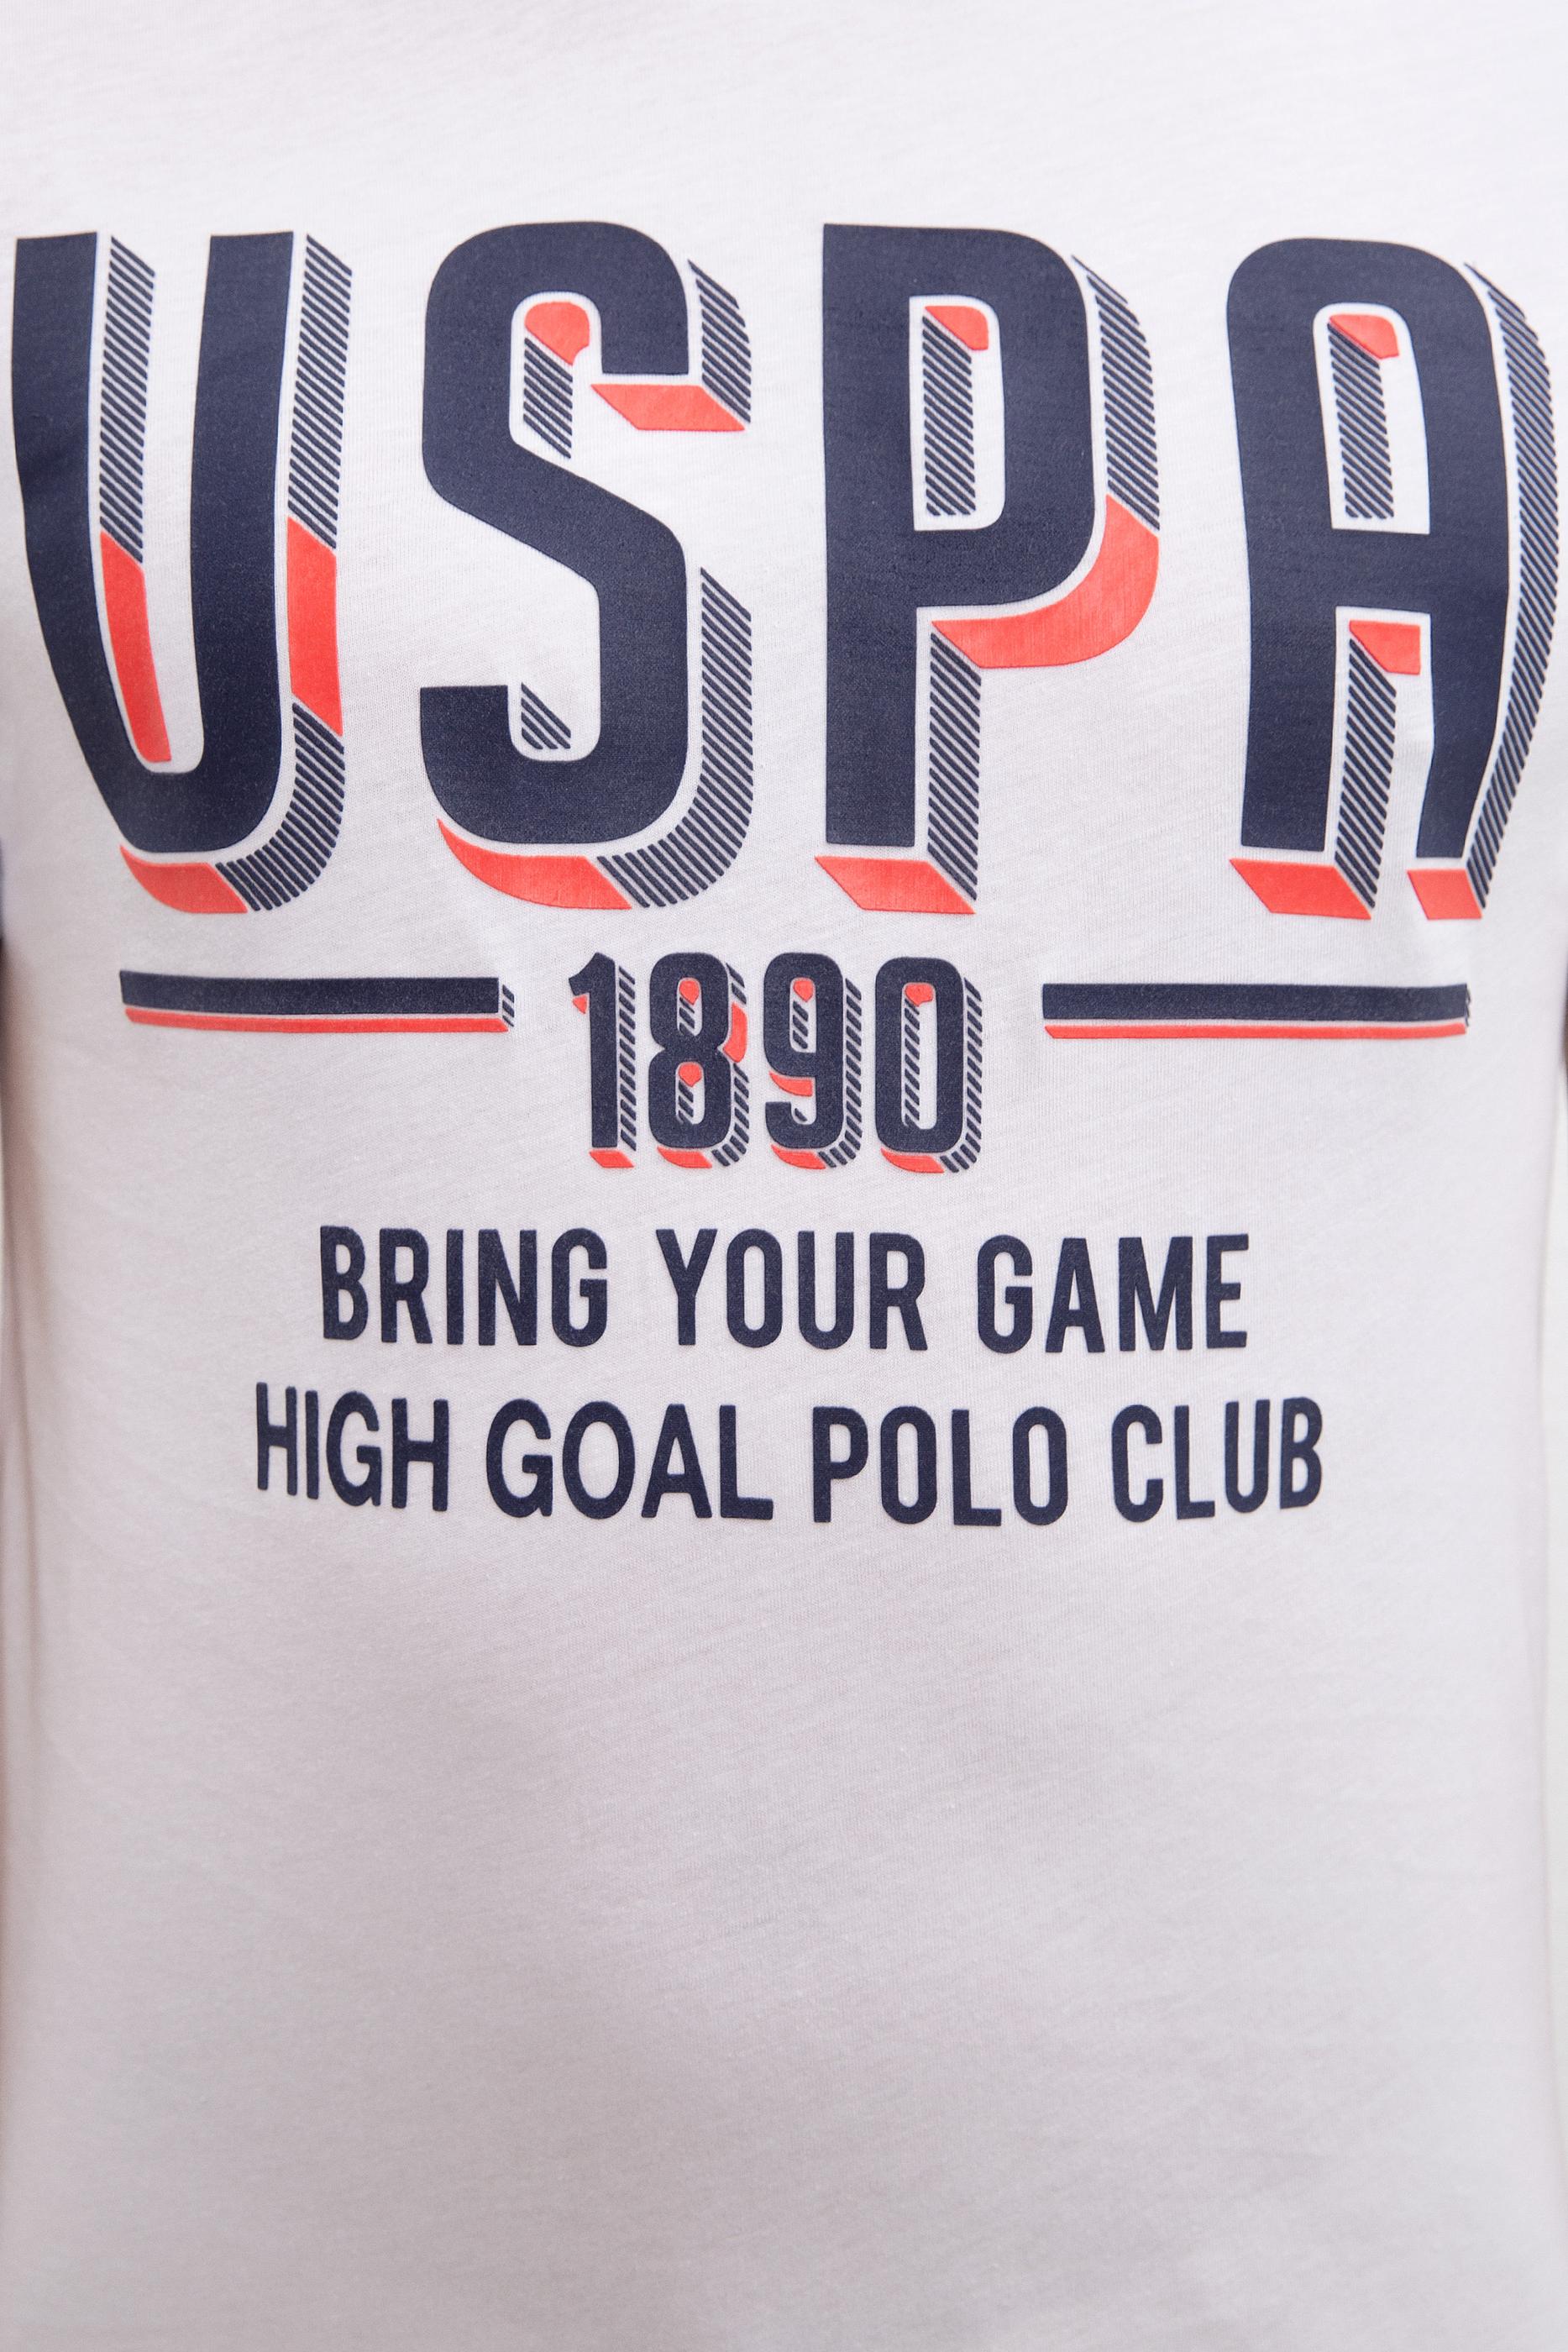 USPA
1890
BRING YOUR GAME
HIGH GOAL POLO CLUB